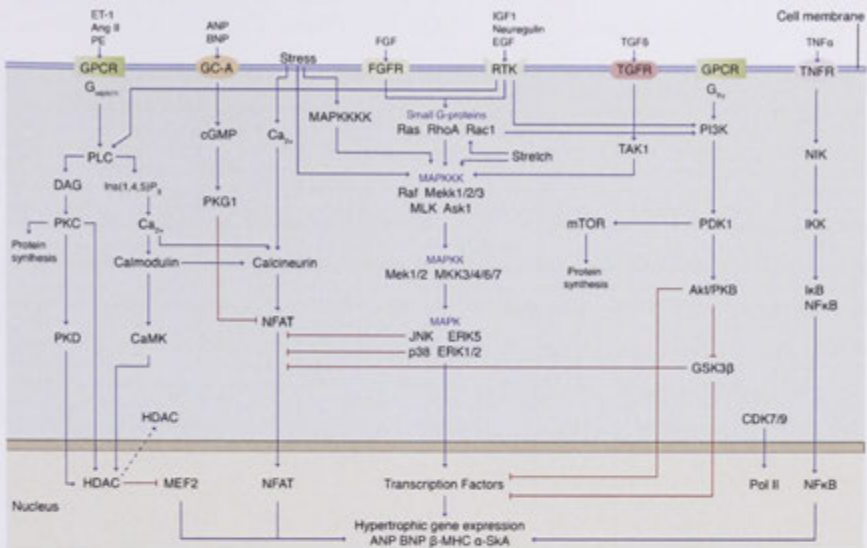 ET-1
Ang II
PE
ANP
BNP
FGF
IGF1
Neuregulin
EGF
TGFδ
TNFα
Cell membrane
GPCR
GC-A
Stress
FGFR
RTK
TGFR
GPCR
TNFR
G
Gβγ
MAPKKKK
cGMP
Ca2+
Small G-proteins
Ras RhoA Rac1
PI3K
TAK1
Stretch
NIK
PLC
DAG
Ins(1,4,5)P3
PKG1
MAPKKK
Raf Mekk1/2/3
MLK Ask1
PKC
Ca2+
mTOR
PDK1
IKK
Protein
synthesis
Calmodulin
Calcineurin
MAPKK
Mek1/2 MKK3/4/6/7
Protein
synthesis
Akt/PKB
IκB
NFκB
NFAT
MAPK
JNK ERK5
p38 ERK1/2
PKD
CaMK
GSK3β
HDAC
CDK7/9
HDAC
MEF2
NFAT
Transcription Factors
Pol II
NFκB
Nucleus
Hypertrophic gene expression
ANP BNP β-MHC α-SkA